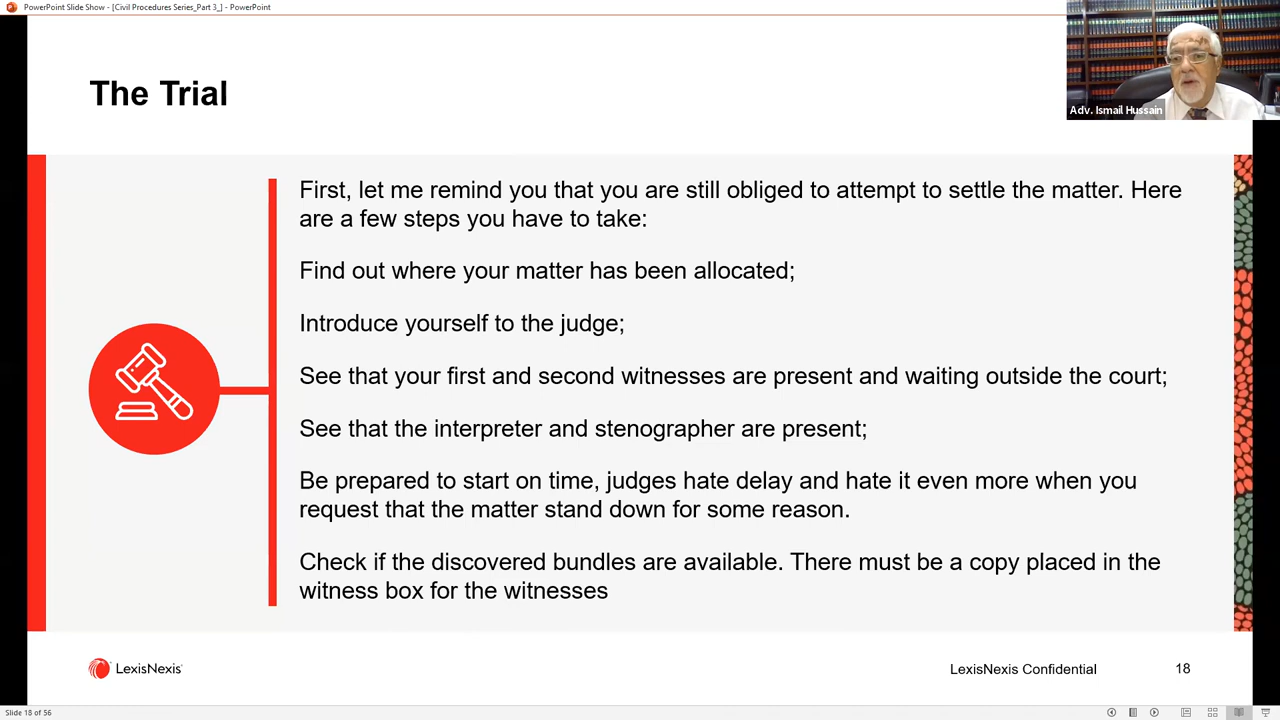 PowerPoint Slide Show - [Civil Procedures Series_Part 3_] - PowerPoint
Adv. Ismail Hussain
The Trial
First, let me remind you that you are still obliged to attempt to settle the matter. Here
are a few steps you have to take:
Find out where your matter has been allocated;
Introduce yourself to the judge;
See that your first and second witnesses are present and waiting outside the court;
See that the interpreter and stenographer are present;
Be prepared to start on time, judges hate delay and hate it even more when you
request that the matter stand down for some reason.
Check if the discovered bundles are available. There must be a copy placed in the
witness box for the witnesses
LexisNexis
LexisNexis Confidential
18
Slide 18 of 56